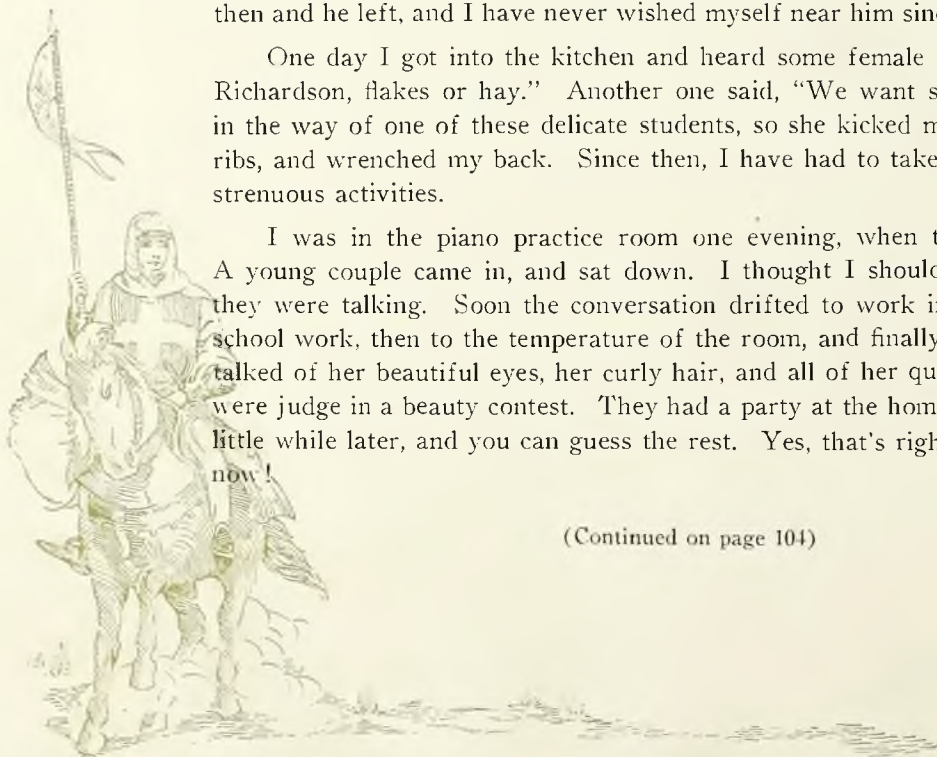 then and he left, and I have never wished myself near him
One day I got into the kitchen and heard some female
Richardson, flakes or hay." Another one said, "We want
in the way of one of these delicate students, so she kicked
ribs, and wrenched my back. Since then, I have had to take
strenuous activities.
I was in the piano practice room one evening, when
A young couple came in, and sat down. I thought I should
they were talking. Soon the conversation drifted to work
school work, then to the temperature of the room, and finally
talked of her beautiful eyes, her curly hair, and all of her
were judge in a beauty contest. They had a party at the
little while later, and you can guess the rest. Yes, that's
now!
(Continued on page 104)